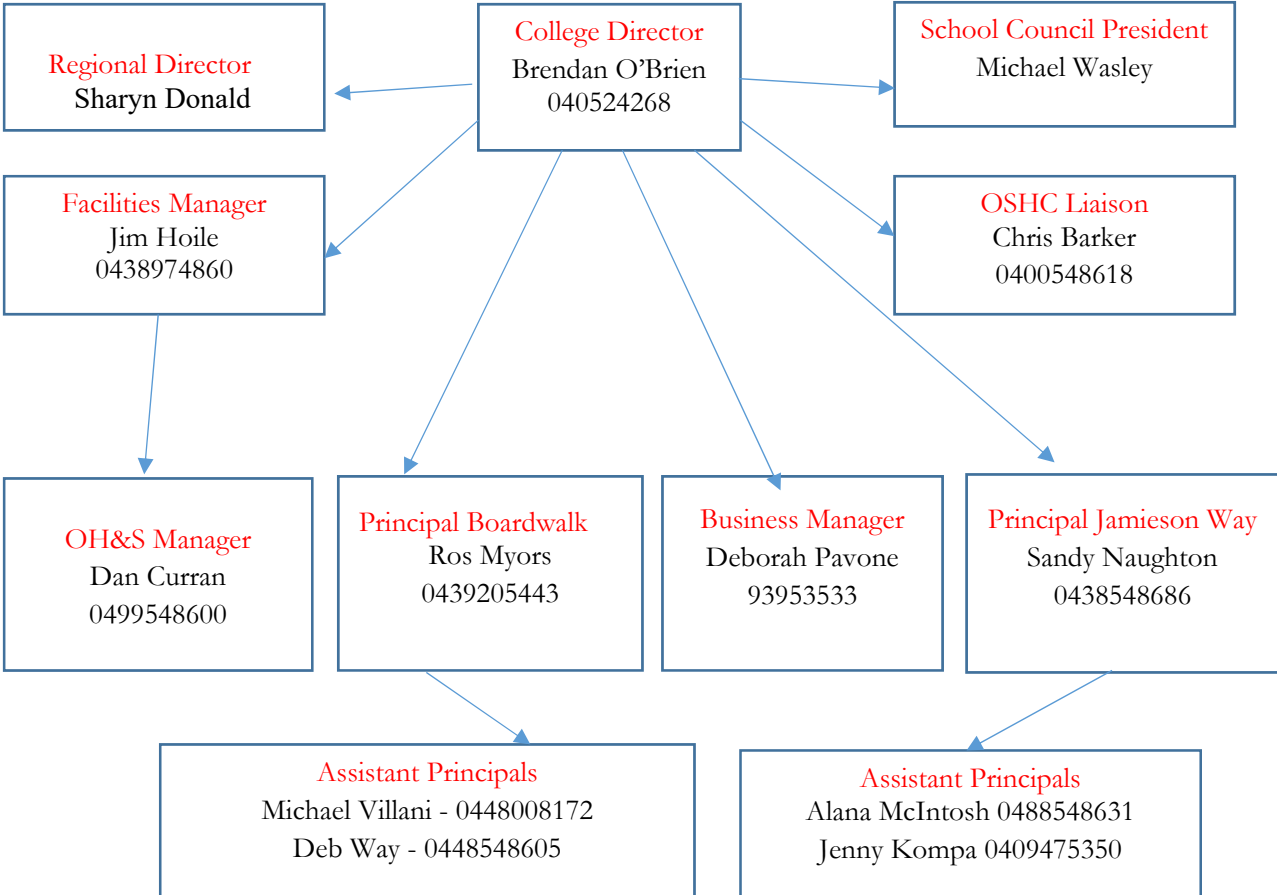 Regional Director
Sharyn Donald
College Director
Brendan O’Brien
040524268
School Council President
Michael Wasley
Facilities Manager
Jim Hoile
0438974860
OSHC Liaison
Chris Barker
0400548618
OH&S Manager
Dan Curran
0499548600
Principal Boardwalk
Ros Myors
0439205443
Business Manager
Deborah Pavone
93953533
Principal Jamieson Way
Sandy Naughton
0438548686
Assistant Principals
Michael Villani - 0448008172
Deb Way - 0448548605
Assistant Principals
Alana McIntosh 0488548631
Jenny Kompa 0409475350